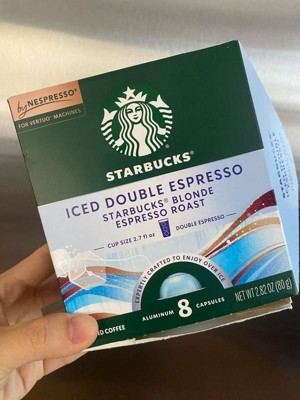 by NESPRESSO®
FOR VERTUO MACHINES
STARBUCKS®
ICED DOUBLE ESPRESSO
STARBUCKS® BLONDE
ESPRESSO ROAST
CUP SIZE 2.7 fl oz DOUBLE ESPRESSO
EXPERTLY CRAFTED TO ENJOY OVER ICE
ALUMINUM 8 CAPSULES
COFFEE
NET WT 2.82 OZ (80 g)